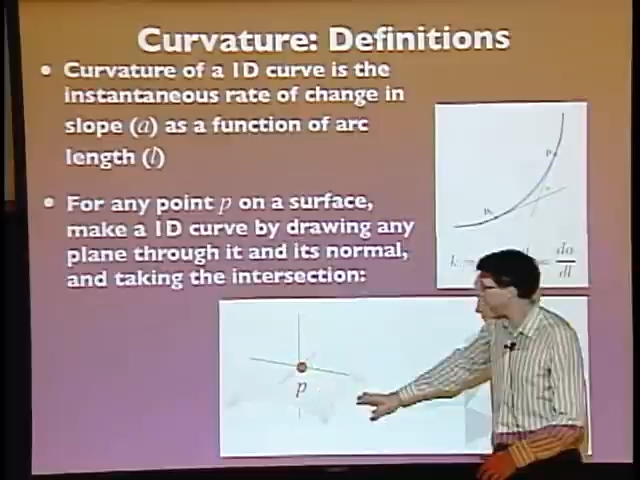 Curvature: Definitions
• Curvature of a 1D curve is the
instantaneous rate of change in
slope (a) as a function of arc
length (l)
• For any point p on a surface,
make a 1D curve by drawing any
plane through it and its normal,
and taking the intersection:
dα
dl
p